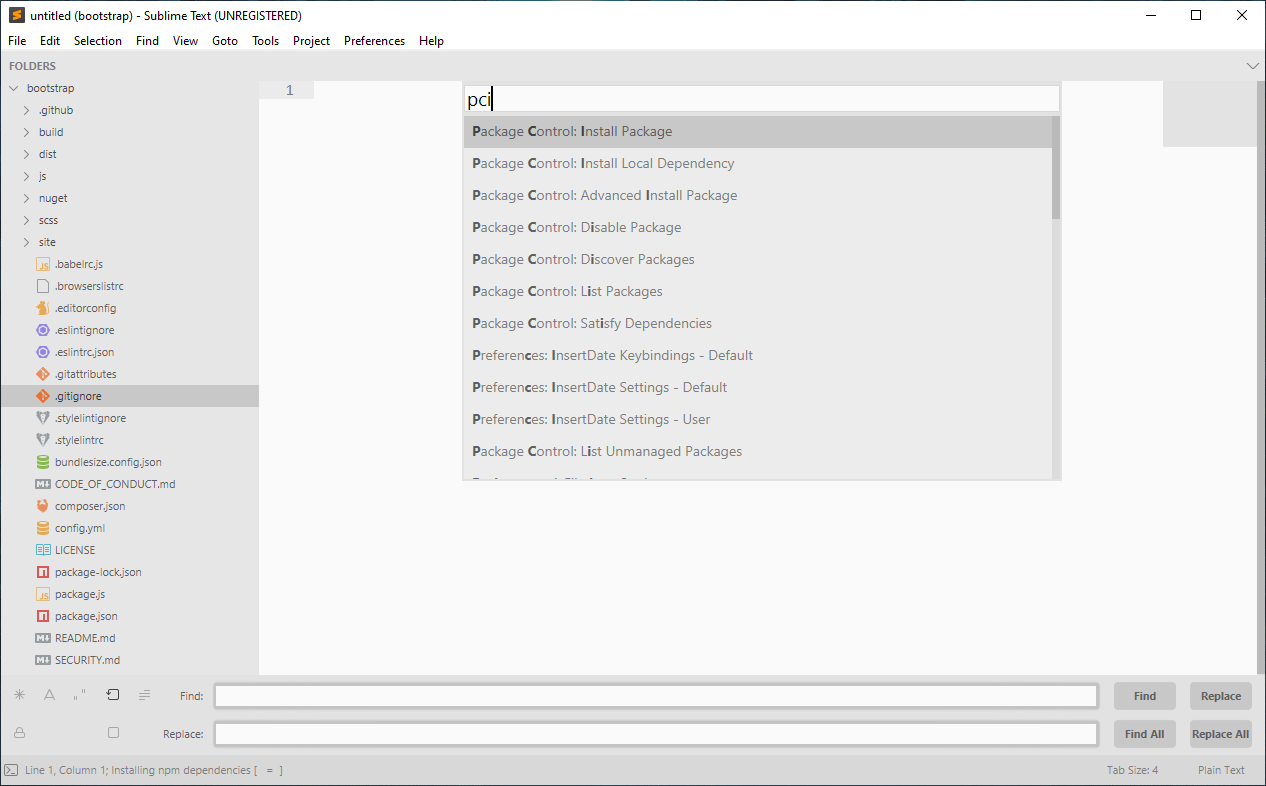 untitled (bootstrap) - Sublime Text (UNREGISTERED)
File Edit Selection Find View Goto Tools Project Preferences Help
FOLDERS
bootstrap
.github
build
dist
js
nuget
scss
site
.babelrc.js
.browserslistrc
.editorconfig
.eslintignore
.eslintrc.json
.gitattributes
.gitignore
.stylelintignore
.stylelintrc
bundlesize.config.json
CODE_OF_CONDUCT.md
composer.json
config.yml
LICENSE
package-lock.json
package.js
package.json
README.md
SECURITY.md
1
pci
Package Control: Install Package
Package Control: Install Local Dependency
Package Control: Advanced Install Package
Package Control: Disable Package
Package Control: Discover Packages
Package Control: List Packages
Package Control: Satisfy Dependencies
Preferences: InsertDate Keybindings - Default
Preferences: InsertDate Settings - Default
Preferences: InsertDate Settings - User
Package Control: List Unmanaged Packages
Find: Find Replace
Replace: Find All Replace All
Line 1, Column 1; Installing npm dependencies [ = ] Tab Size: 4 Plain Text